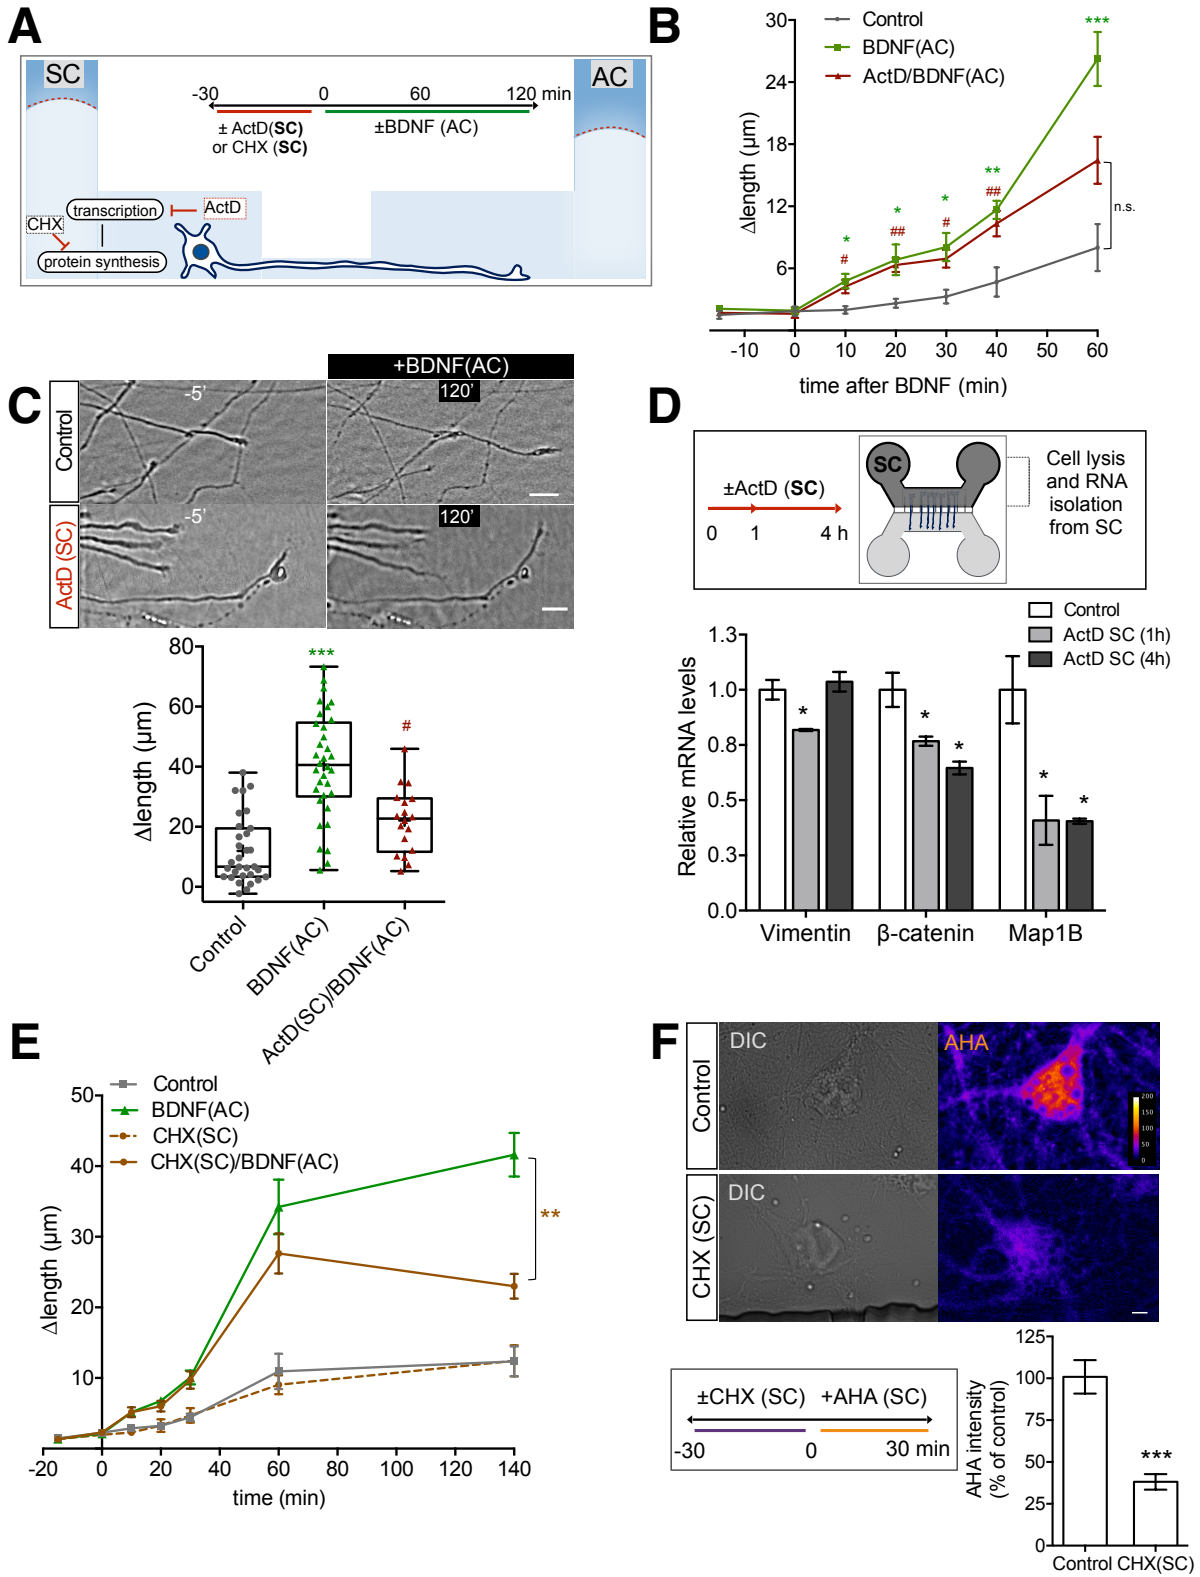 A
SC
AC
-30
0
60
120 min
± ActD(SC)
or CHX (SC)
±BDNF (AC)
transcription
ActD
CHX
protein synthesis
B
Control
BDNF(AC)
ActD/BDNF(AC)
Δlength (µm)
30
24
18
12
6
*
#
*
##
*
#
**
##
***
n.s.
-10
0
10
20
30
40
50
60
time after BDNF (min)
C
+BDNF(AC)
Control
-5’
120’
ActD (SC)
-5’
120’
Δlength (µm)
80
60
40
20
0
***
#
Control
BDNF(AC)
ActD(SC)/BDNF(AC)
D
±ActD (SC)
0
1
4 h
SC
Cell lysis
and RNA
isolation
from SC
Control
ActD SC (1h)
ActD SC (4h)
Relative mRNA levels
1.3
1.0
0.8
0.5
0.3
0.0
*
*
*
*
*
Vimentin
β-catenin
Map1B
E
Control
BDNF(AC)
CHX(SC)
CHX(SC)/BDNF(AC)
Δlength (µm)
50
40
30
20
10
**
-20
0
20
40
60
80
100
120
140
time (min)
F
Control
DIC
AHA
200
150
100
50
0
CHX (SC)
DIC
±CHX (SC)
+AHA (SC)
-30
0
30 min
AHA intensity
(% of control)
125
100
75
50
25
0
***
Control
CHX(SC)